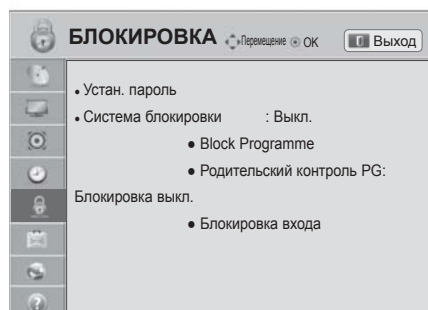 БЛОКИРОВКА Перемещение OK Выход
• Устан. пароль
• Система блокировки : Выкл.
● Block Programme
● Родительский контроль PG:
Блокировка выкл.
● Блокировка входа